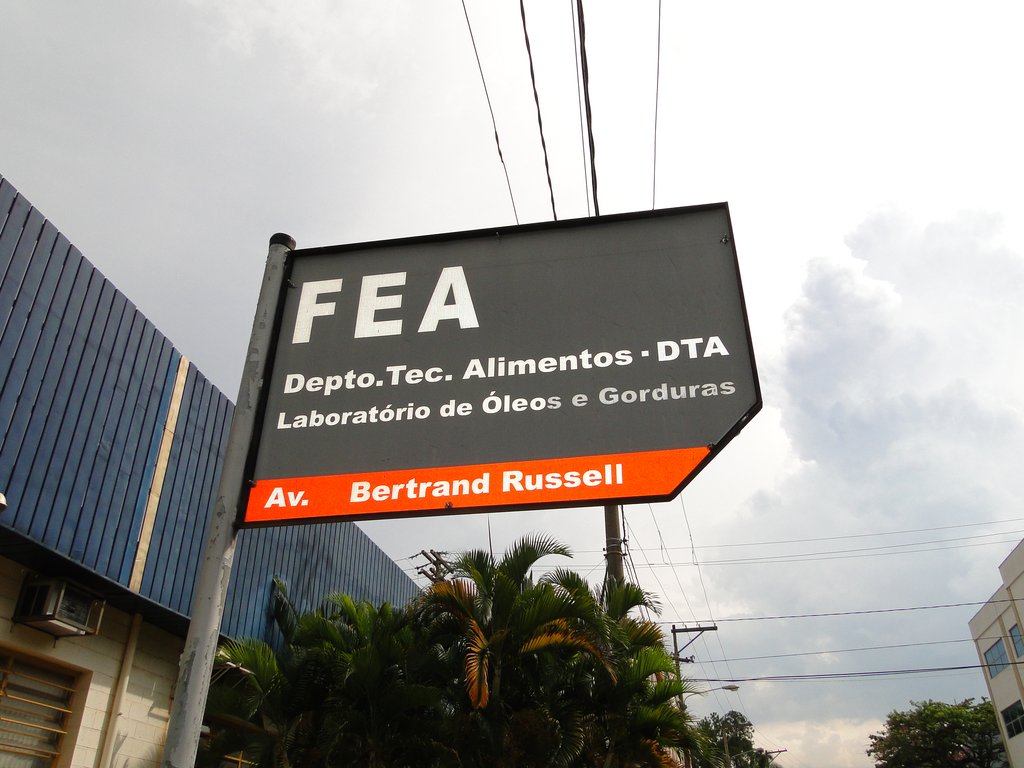 FEA
Depto.Tec. Alimentos · DTA
Laboratório de Óleos e Gorduras
Av. Bertrand Russell